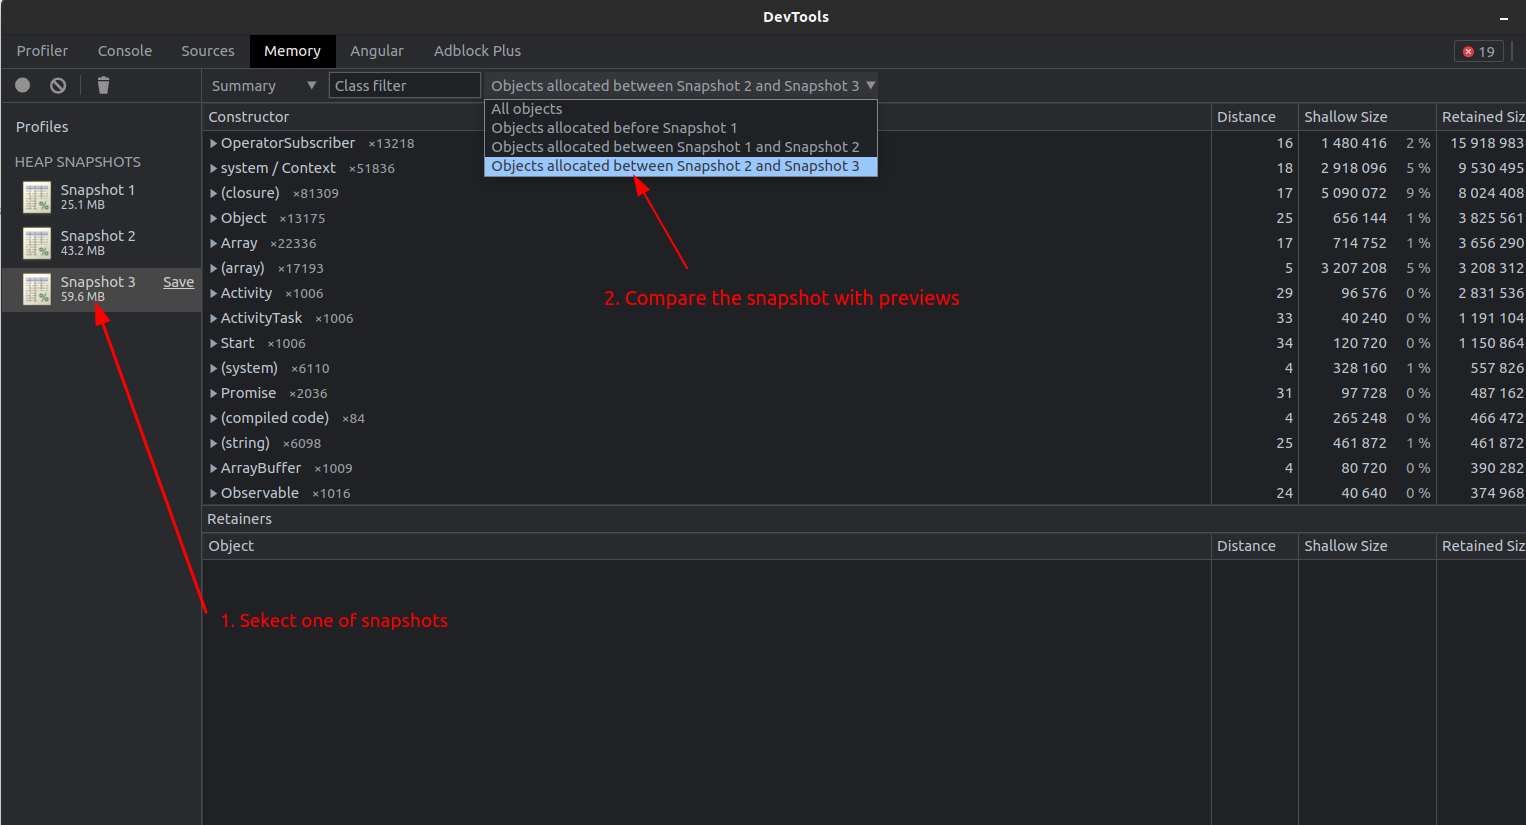 DevTools
Profiler Console Sources Memory Angular Adblock Plus 19
Summary Class filter Objects allocated between Snapshot 2 and Snapshot 3
All objects
Objects allocated before Snapshot 1
Objects allocated between Snapshot 1 and Snapshot 2
Objects allocated between Snapshot 2 and Snapshot 3
Profiles
HEAP SNAPSHOTS
Snapshot 1
25.1 MB
Snapshot 2
43.2 MB
Snapshot 3 Save
59.6 MB
Constructor Distance Shallow Size Retained Siz
OperatorSubscriber ×13218 16 1 480 416 2 % 15 918 983
system / Context ×51836 18 2 918 096 5 % 9 530 495
(closure) ×81309 17 5 090 072 9 % 8 024 408
Object ×13175 25 656 144 1 % 3 825 561
Array ×22336 17 714 752 1 % 3 656 290
(array) ×17193 5 3 207 208 5 % 3 208 312
Activity ×1006 29 96 576 0 % 2 831 536
ActivityTask ×1006 33 40 240 0 % 1 191 104
Start ×1006 34 120 720 0 % 1 150 864
(system) ×6110 4 328 160 1 % 557 826
Promise ×2036 31 97 728 0 % 487 162
(compiled code) ×84 4 265 248 0 % 466 472
(string) ×6098 25 461 872 1 % 461 872
ArrayBuffer ×1009 4 80 720 0 % 390 282
Observable ×1016 24 40 640 0 % 374 968
2. Compare the snapshot with previews
Retainers
Object Distance Shallow Size Retained Siz
1. Sekect one of snapshots